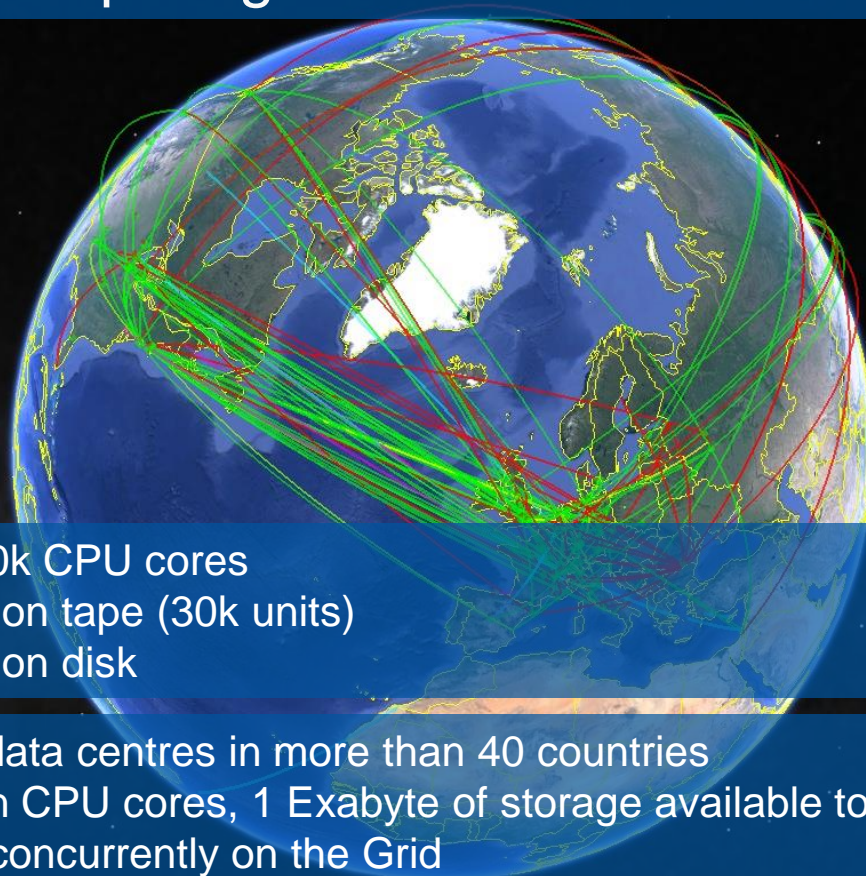 0k CPU cores
on tape (30k units)
on disk
data centres in more than 40 countries
CPU cores, 1 Exabyte of storage available to
concurrently on the Grid